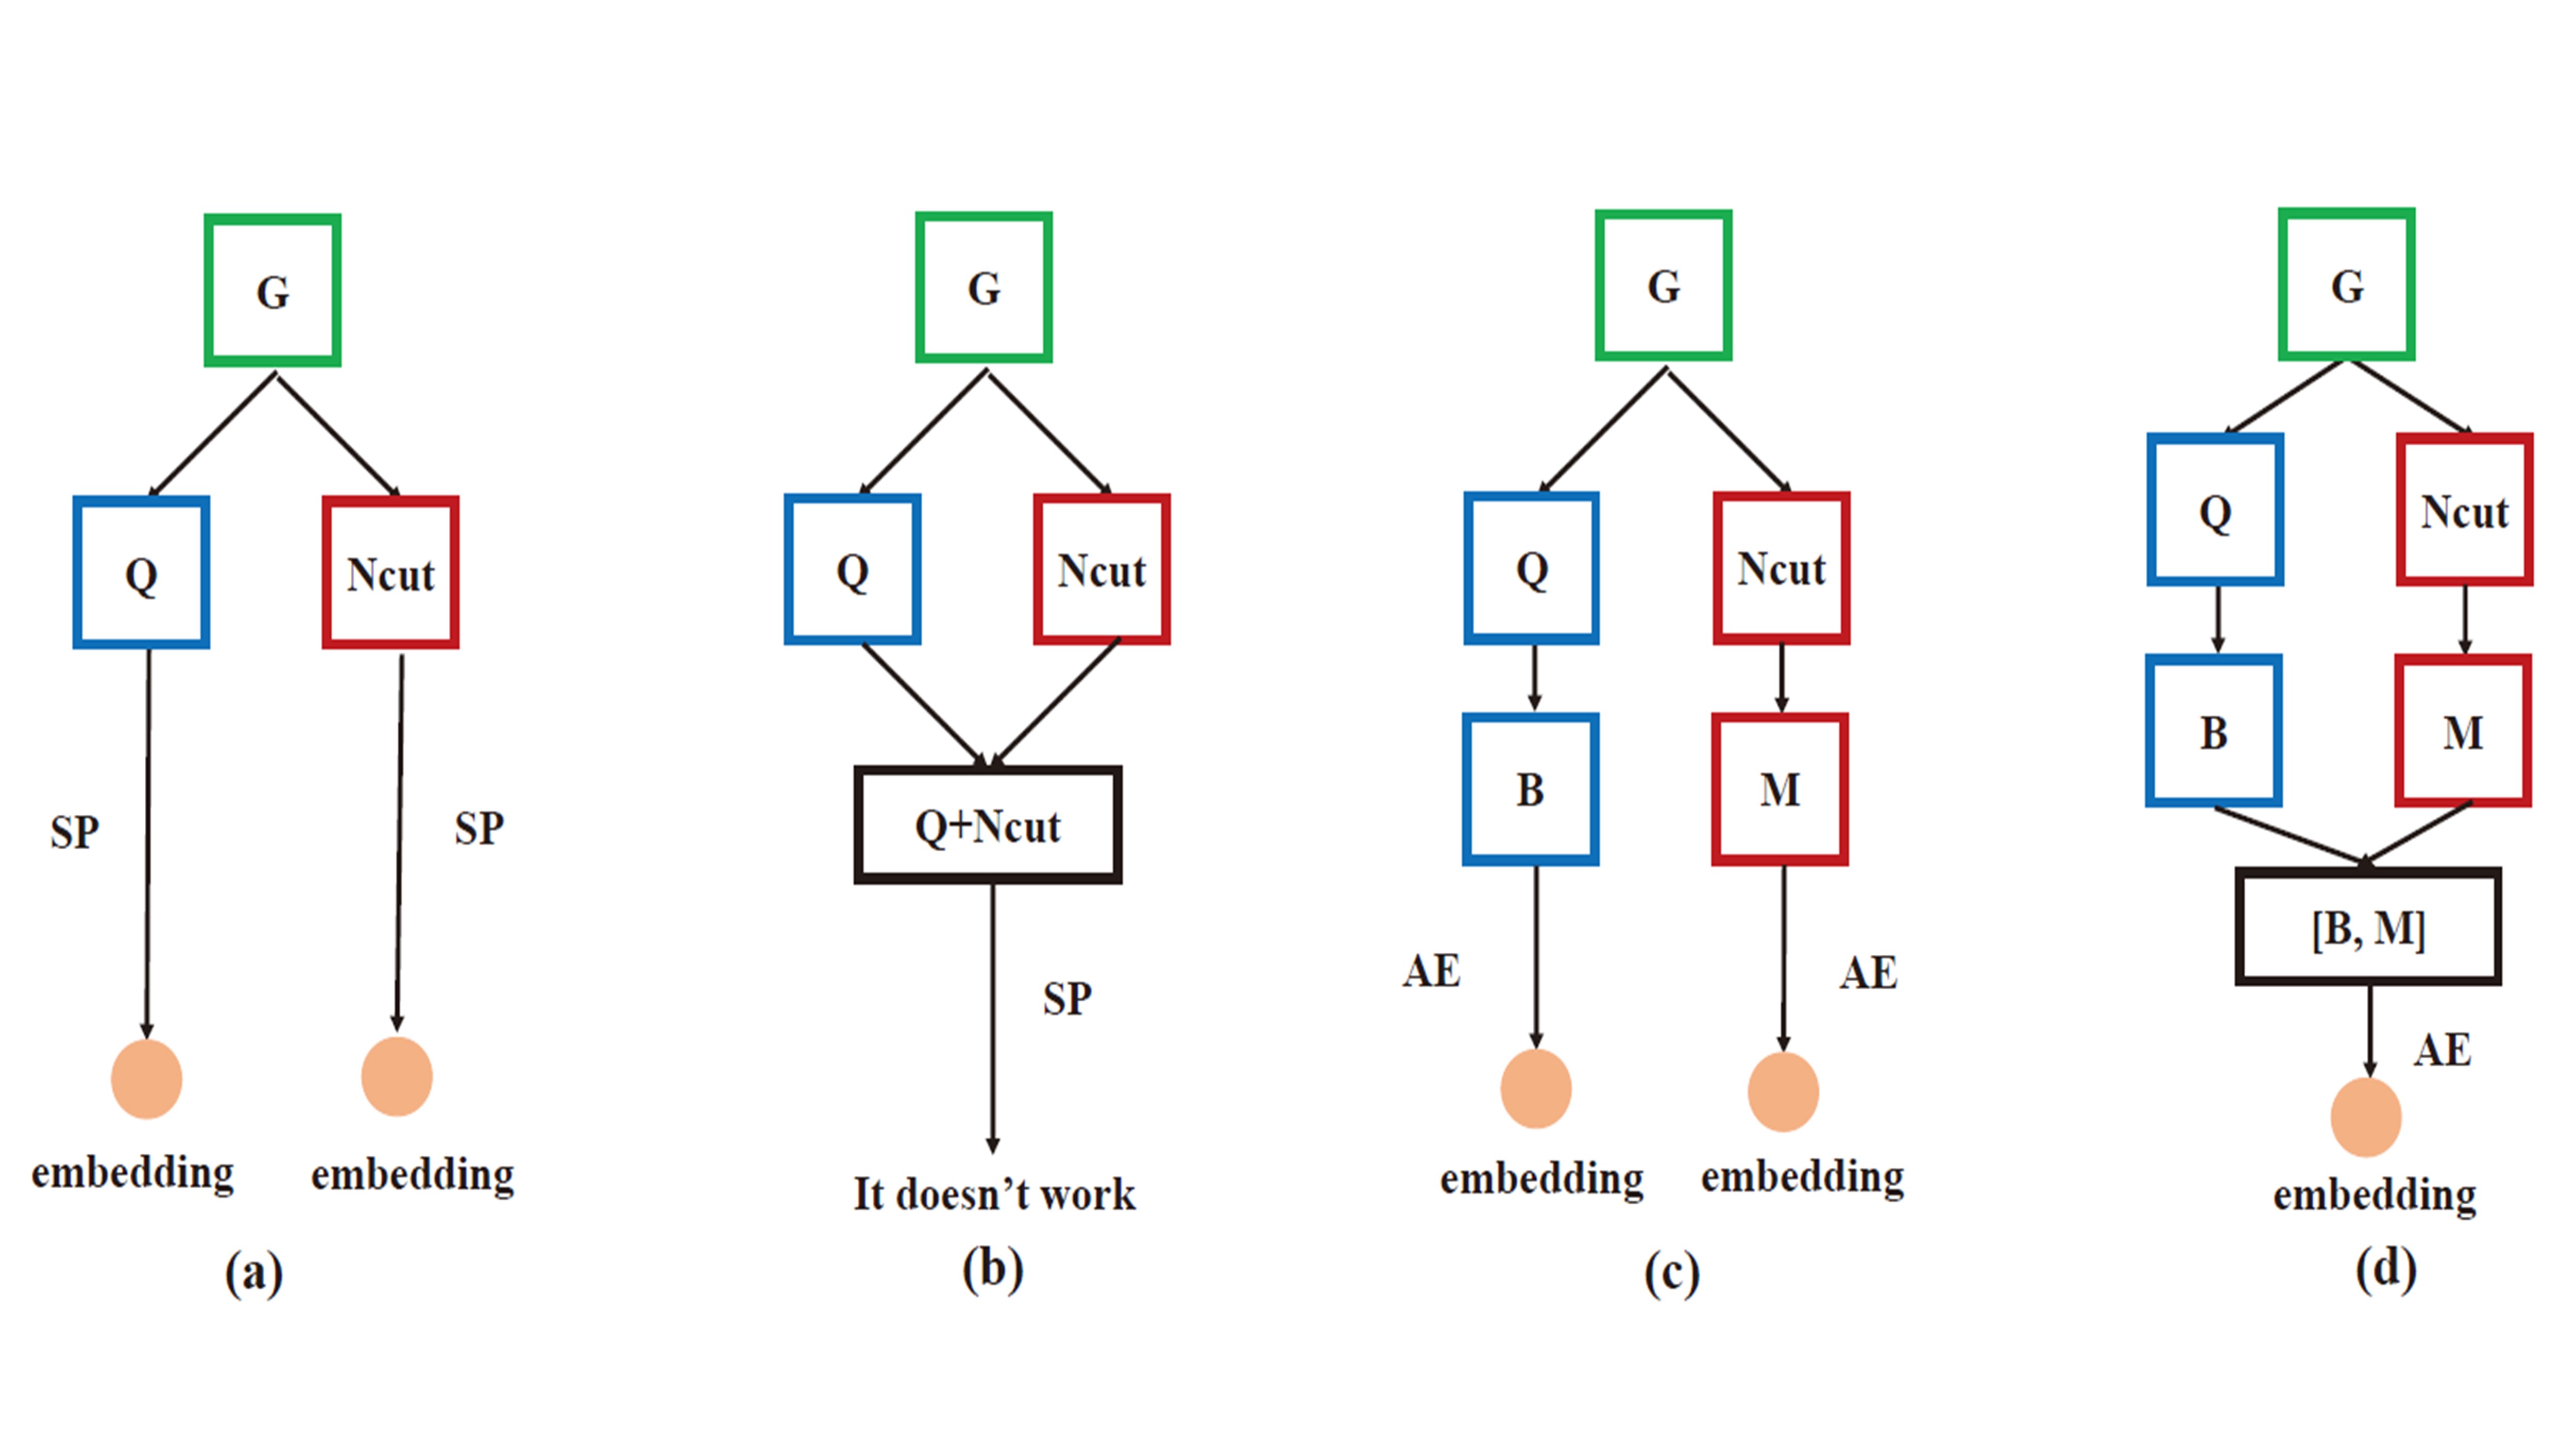 G
Q
Ncut
SP
SP
embedding
embedding
(a)
G
Q
Ncut
Q+Ncut
SP
It doesn’t work
(b)
G
Q
Ncut
B
M
AE
AE
embedding
embedding
(c)
G
Q
Ncut
B
M
[B, M]
AE
embedding
(d)